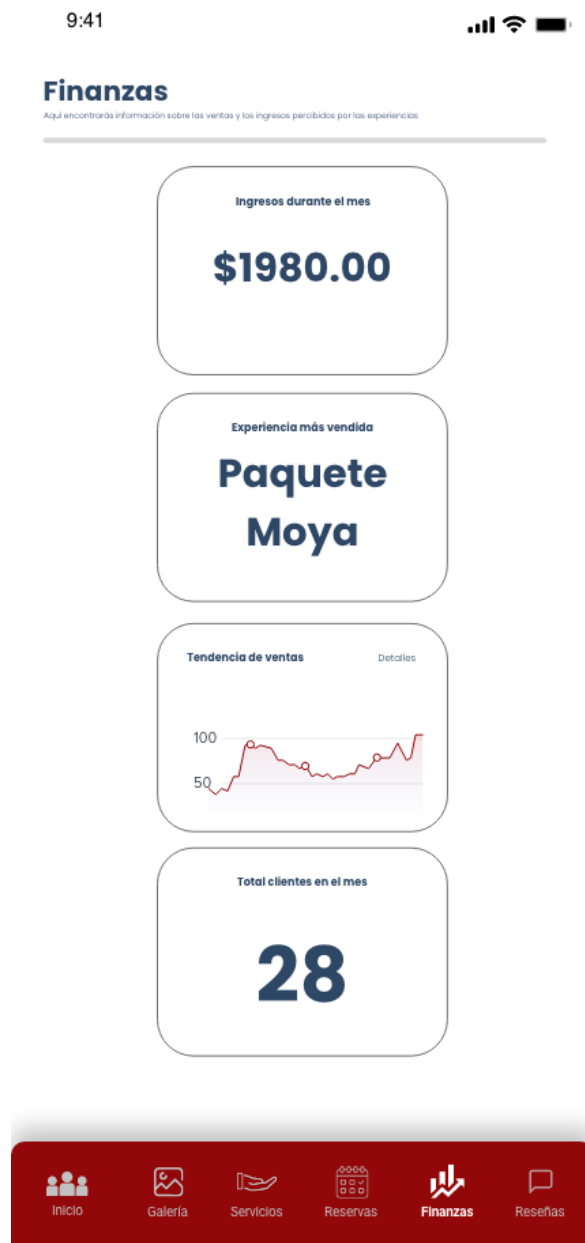 9:41
Finanzas
Aquí encontrarás información sobre las ventas y los ingresos percibidos por las experiencias
Ingresos durante el mes
$1980.00
Experiencia más vendida
Paquete
Moya
Tendencia de ventas
Detalles
100
50
Total clientes en el mes
28
Inicio
Galería
Servicios
Reservas
Finanzas
Reseñas